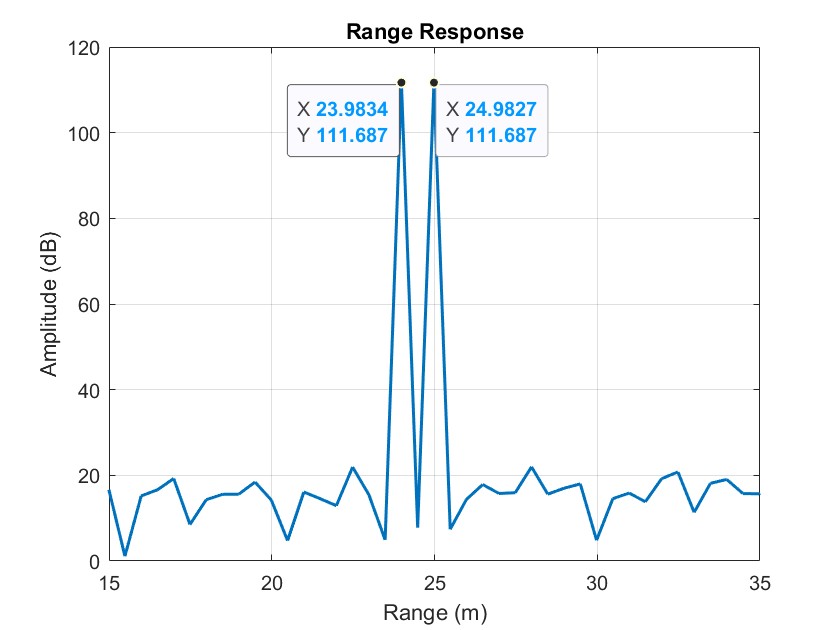 Range Response
120
100
80
60
40
20
0
Amplitude (dB)
X 23.9834
Y 111.687
X 24.9827
Y 111.687
15
20
25
30
35
Range (m)